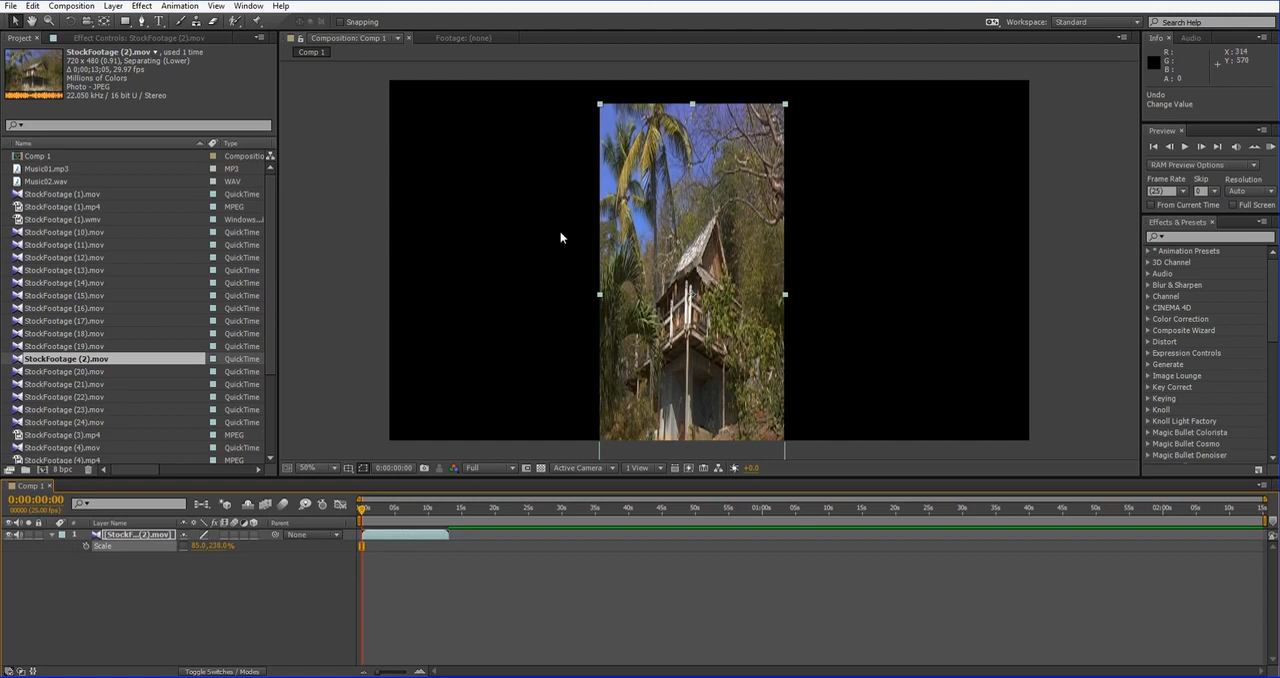 File Edit Composition Layer Effect Animation View Window Help
Snapping
Workspace: Standard
Search Help
Project × Effect Controls: StockFootage (2).mov
Composition: Comp 1
Footage: (none)
Info × Audio
Comp 1
StockFootage (2).mov ▾, used 1 time
720 x 480 (0.91), Separating (Lower)
Δ 0;00;13;05, 29.97 fps
Millions of Colors
Photo - JPEG
22.050 kHz / 16 bit U / Stereo
R :
G :
B :
A : 0
X : 314
Y : 570
Undo
Change Value
Preview ×
RAM Preview Options
Frame Rate Skip Resolution
(25) 0 Auto
From Current Time Full Screen
Effects & Presets ×
* Animation Presets
3D Channel
Audio
Blur & Sharpen
Channel
CINEMA 4D
Color Correction
Composite Wizard
Distort
Expression Controls
Generate
Image Lounge
Key Correct
Keying
Knoll
Knoll Light Factory
Magic Bullet Colorista
Magic Bullet Cosmo
Magic Bullet Denoiser
Name Type
Comp 1 Compositio
Music01.mp3 MP3
Music02.wav WAV
StockFootage (1).mov QuickTime
StockFootage (1).mp4 MPEG
StockFootage (1).wmv Windows...i
StockFootage (10).mov QuickTime
StockFootage (11).mov QuickTime
StockFootage (12).mov QuickTime
StockFootage (13).mov QuickTime
StockFootage (14).mov QuickTime
StockFootage (15).mov QuickTime
StockFootage (16).mov QuickTime
StockFootage (17).mov QuickTime
StockFootage (18).mov QuickTime
StockFootage (19).mov QuickTime
StockFootage (2).mov QuickTime
StockFootage (20).mov QuickTime
StockFootage (21).mov QuickTime
StockFootage (22).mov QuickTime
StockFootage (23).mov QuickTime
StockFootage (24).mov QuickTime
StockFootage (3).mp4 MPEG
StockFootage (4).mov QuickTime
StockFootage (4).mp4 MPEG
8 bpc
50% 0:00:00:00 Full Active Camera 1 View +0.0
Comp 1 ×
0:00:00:00
00000 (25.00 fps)
00s 05s 10s 15s 20s 25s 30s 35s 40s 45s 50s 55s 01:00s 05s 10s 15s 20s 25s 30s 35s 40s 45s 50s 55s 02:00s 05s 10s 15s
# Layer Name Parent
1 [StockF...(2).mov] None
Scale 85.0,238.0%
Toggle Switches / Modes